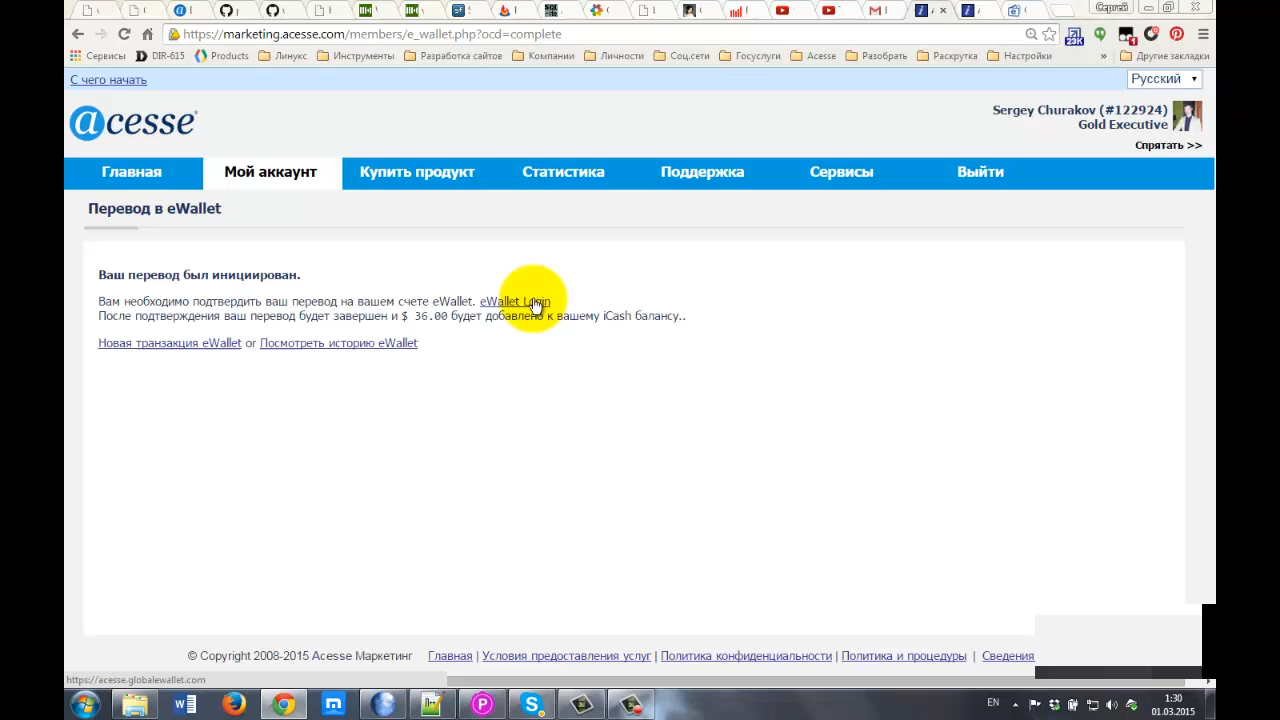 https://marketing.acesse.com/members/e_wallet.php?ocd=complete
23K
1
Сервисы DIR-615 Products Линукс Инструменты Разработка сайтов Компании Личности Соц.сети Госуслуги Acesse Разобрать Раскрутка Настройки » Другие закладки
Сергей
С чего начать
Русский
acesse
Sergey Churakov (#122924)
Gold Executive
Спрятать >>
Главная Мой аккаунт Купить продукт Статистика Поддержка Сервисы Выйти
Перевод в eWallet
Ваш перевод был инициирован.
Вам необходимо подтвердить ваш перевод на вашем счете eWallet. eWallet Login
После подтверждения ваш перевод будет завершен и $ 36.00 будет добавлено к вашему iCash балансу..
Новая транзакция eWallet or Посмотреть историю eWallet
© Copyright 2008-2015 Acesse Маркетинг Главная | Условия предоставления услуг | Политика конфиденциальности | Политика и процедуры | Сведения
https://acesse.globalewallet.com
EN
1:30
01.03.2015